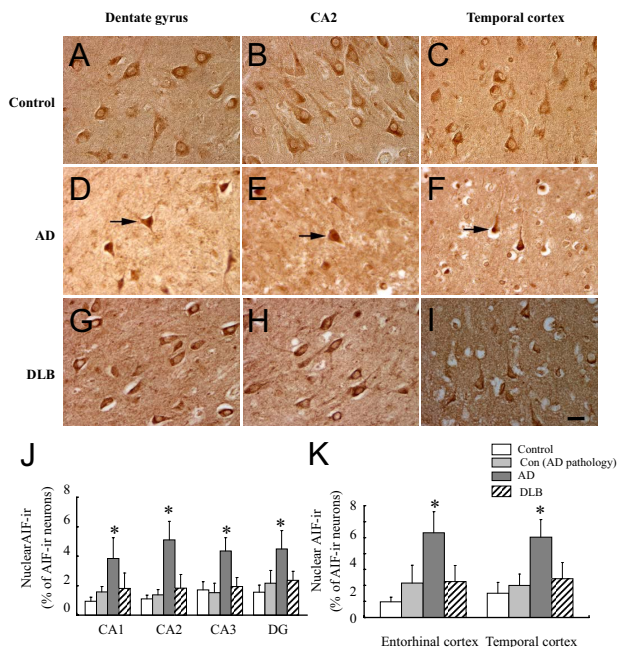 Dentate gyrus CA2 Temporal cortex
Control A B C
AD D E F
DLB G H I
J
Nuclear AIF-ir
(% of AIF-ir neurons)
8
6
4
2
0
* * * *
CA1 CA2 CA3 DG
K
Control
Con (AD pathology)
AD
DLB
NuclearAIF-ir
(% of AIF-ir neurons)
8
6
4
2
0
* *
Entorhinal cortex Temporal cortex